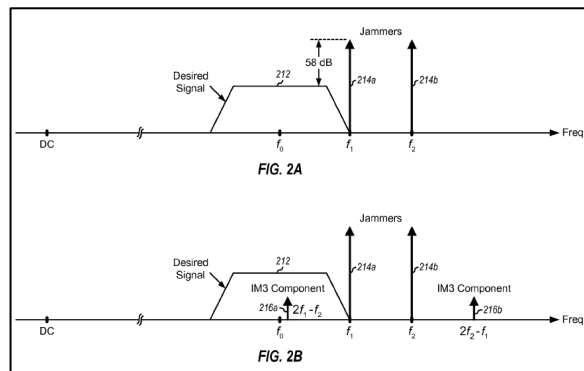 Jammers
58 dB
Desired
Signal
212
214a
214b
DC
f0
f1
f2
Freq
FIG. 2A
Jammers
Desired
Signal
212
214a
214b
IM3 Component
IM3 Component
216a
2f1 - f2
216b
DC
f0
f1
f2
2f2 - f1
Freq
FIG. 2B